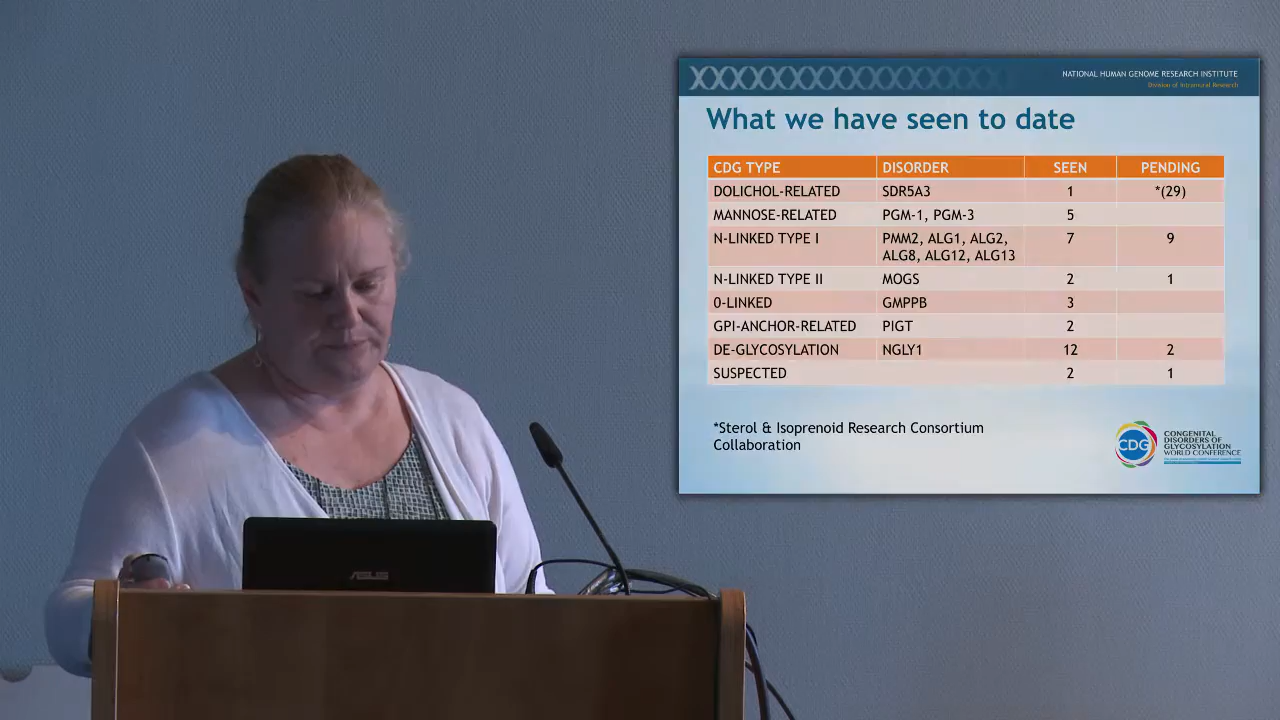 NATIONAL HUMAN GENOME RESEARCH INSTITUTE
Division of Intramural Research
What we have seen to date
CDG TYPE DISORDER SEEN PENDING
DOLICHOL-RELATED SDR5A3 1 *(29)
MANNOSE-RELATED PGM-1, PGM-3 5
N-LINKED TYPE I PMM2, ALG1, ALG2, 7 9
ALG8, ALG12, ALG13
N-LINKED TYPE II MOGS 2 1
0-LINKED GMPPB 3
GPI-ANCHOR-RELATED PIGT 2
DE-GLYCOSYLATION NGLY1 12 2
SUSPECTED 2 1
*Sterol & Isoprenoid Research Consortium
Collaboration
CDG
CONGENITAL
DISORDERS OF
GLYCOSYLATION
WORLD CONFERENCE
ASUS